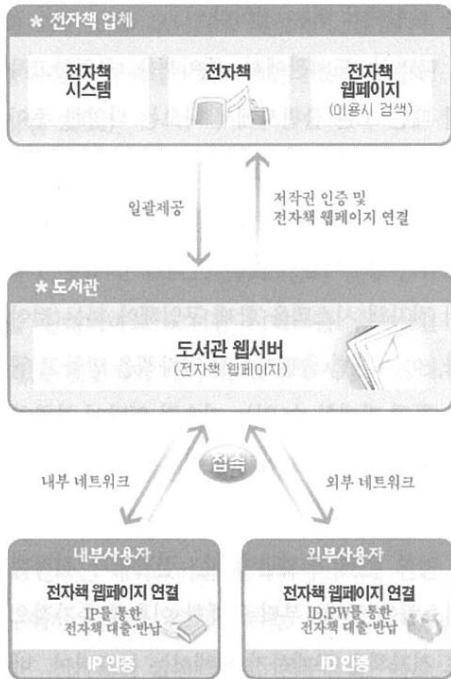 * 전자책 업체
전자책
시스템
전자책
전자책
웹페이지
(이용시 검색)
일괄제공
저작권 인증 및
전자책 웹페이지 연결
* 도서관
도서관 웹서버
(전자책 웹페이지)
내부 네트워크
접속
외부 네트워크
내부사용자
전자책 웹페이지 연결
IP를 통한
전자책 대출·반납
IP 인증
외부사용자
전자책 웹페이지 연결
ID,PW를 통한
전자책 대출·반납
ID 인증